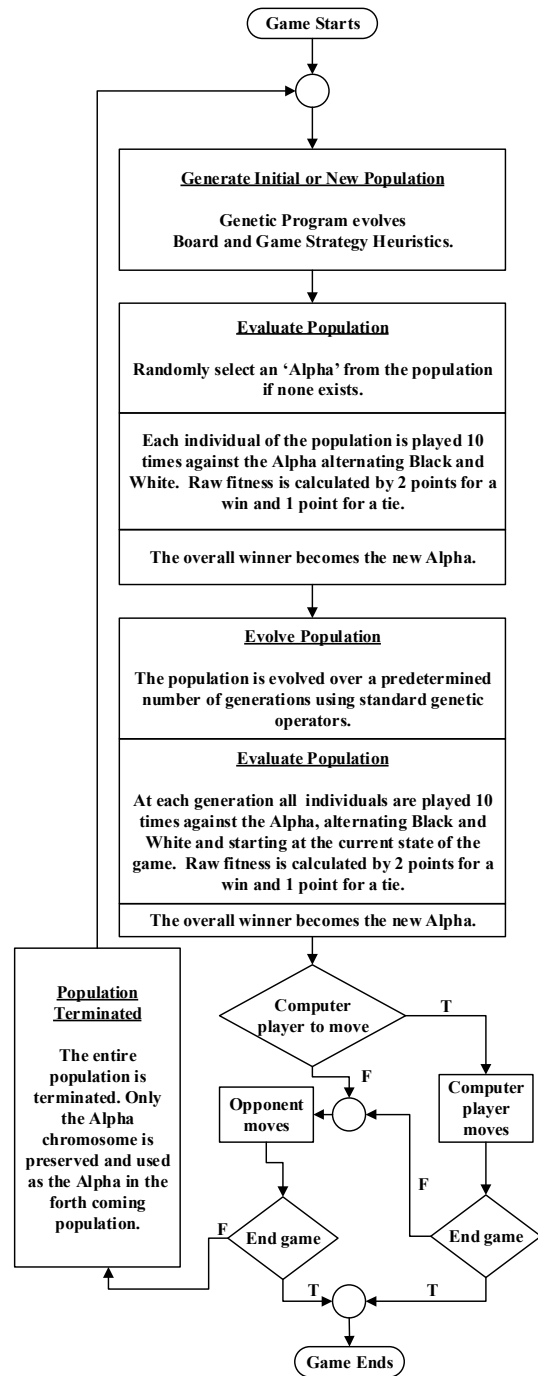 Game Starts
Generate Initial or New Population
Genetic Program evolves
Board and Game Strategy Heuristics.
Evaluate Population
Randomly select an ‘Alpha’ from the population
if none exists.
Each individual of the population is played 10
times against the Alpha alternating Black and
White. Raw fitness is calculated by 2 points for a
win and 1 point for a tie.
The overall winner becomes the new Alpha.
Evolve Population
The population is evolved over a predetermined
number of generations using standard genetic
operators.
Evaluate Population
At each generation all individuals are played 10
times against the Alpha, alternating Black and
White and starting at the current state of the
game. Raw fitness is calculated by 2 points for a
win and 1 point for a tie.
The overall winner becomes the new Alpha.
Computer
player to move
T
F
Computer
player
moves
Opponent
moves
F
End game
End game
F
T
T
Game Ends
Population
Terminated
The entire
population is
terminated. Only
the Alpha
chromosome is
preserved and used
as the Alpha in the
forth coming
population.